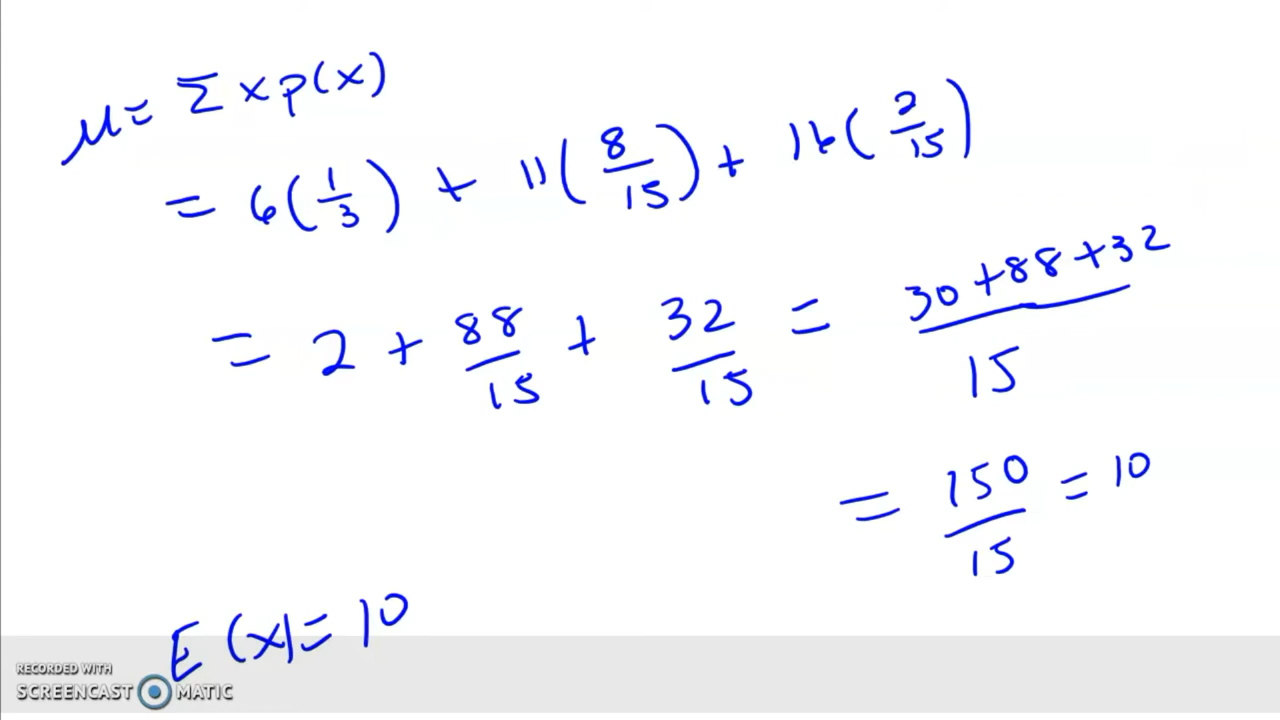 μ = Σ x p(x)
= 6(1/3) + 11(8/15) + 16(2/15)
= 2 + 88/15 + 32/15 = (30+88+32)/15
= 150/15 = 10
E(x) = 10
RECORDED WITH
SCREENCAST MATIC